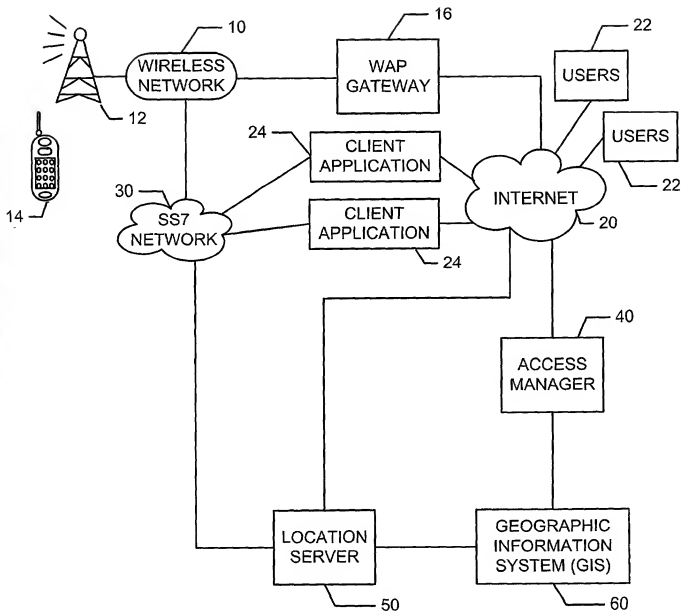 10
16
22
WIRELESS
NETWORK
WAP
GATEWAY
USERS
12
24
CLIENT
APPLICATION
USERS
22
14
30
SS7
NETWORK
CLIENT
APPLICATION
24
INTERNET
20
40
ACCESS
MANAGER
LOCATION
SERVER
50
GEOGRAPHIC
INFORMATION
SYSTEM (GIS)
60